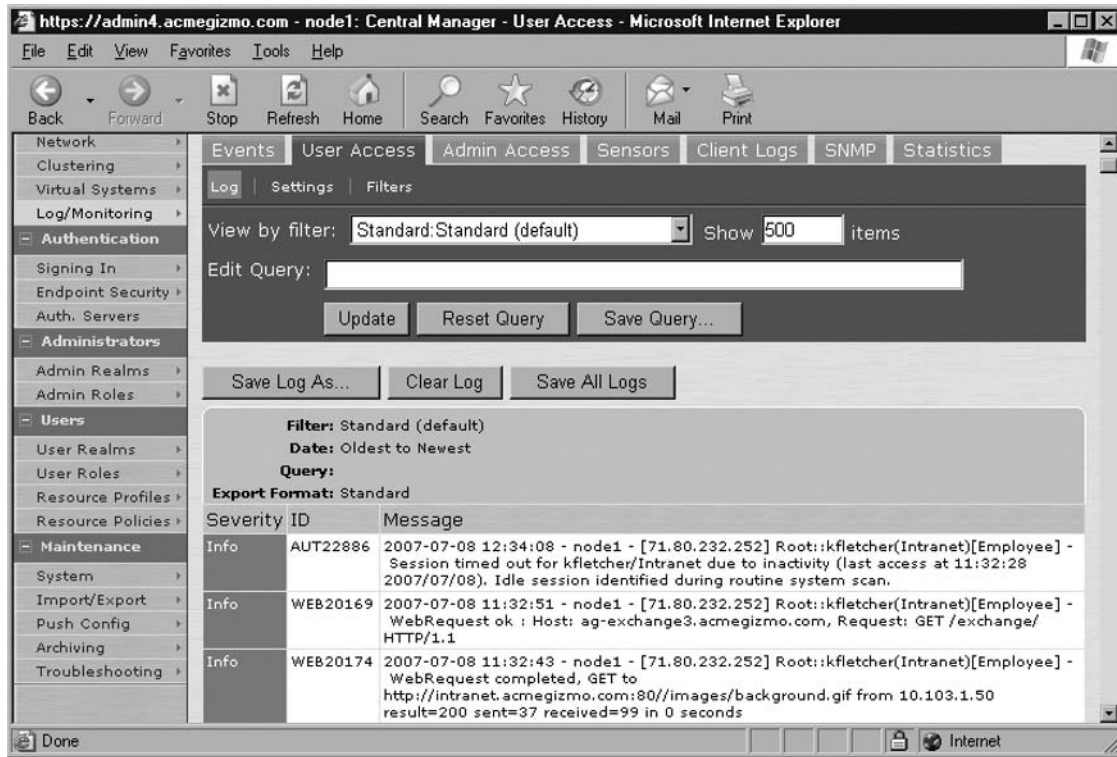 https://admin4.acmegizmo.com - node1: Central Manager - User Access - Microsoft Internet Explorer
File Edit View Favorites Tools Help
Back Forward Stop Refresh Home Search Favorites History Mail Print
Network
Clustering
Virtual Systems
Log/Monitoring
Authentication
Signing In
Endpoint Security
Auth. Servers
Administrators
Admin Realms
Admin Roles
Users
User Realms
User Roles
Resource Profiles
Resource Policies
Maintenance
System
Import/Export
Push Config
Archiving
Troubleshooting
Events User Access Admin Access Sensors Client Logs SNMP Statistics
Log | Settings | Filters
View by filter: Standard:Standard (default) Show 500 items
Edit Query:
Update Reset Query Save Query...
Save Log As... Clear Log Save All Logs
Filter: Standard (default)
Date: Oldest to Newest
Query:
Export Format: Standard
Severity ID Message
Info AUT22886 2007-07-08 12:34:08 - node1 - [71.80.232.252] Root::kfletcher(Intranet)[Employee] -
Session timed out for kfletcher/Intranet due to inactivity (last access at 11:32:28
2007/07/08). Idle session identified during routine system scan.
Info WEB20169 2007-07-08 11:32:51 - node1 - [71.80.232.252] Root::kfletcher(Intranet)[Employee] -
WebRequest ok : Host: ag-exchange3.acmegizmo.com, Request: GET /exchange/
HTTP/1.1
Info WEB20174 2007-07-08 11:32:43 - node1 - [71.80.232.252] Root::kfletcher(Intranet)[Employee] -
WebRequest completed, GET to
http://intranet.acmegizmo.com:80//images/background.gif from 10.103.1.50
result=200 sent=37 received=99 in 0 seconds
Done Internet